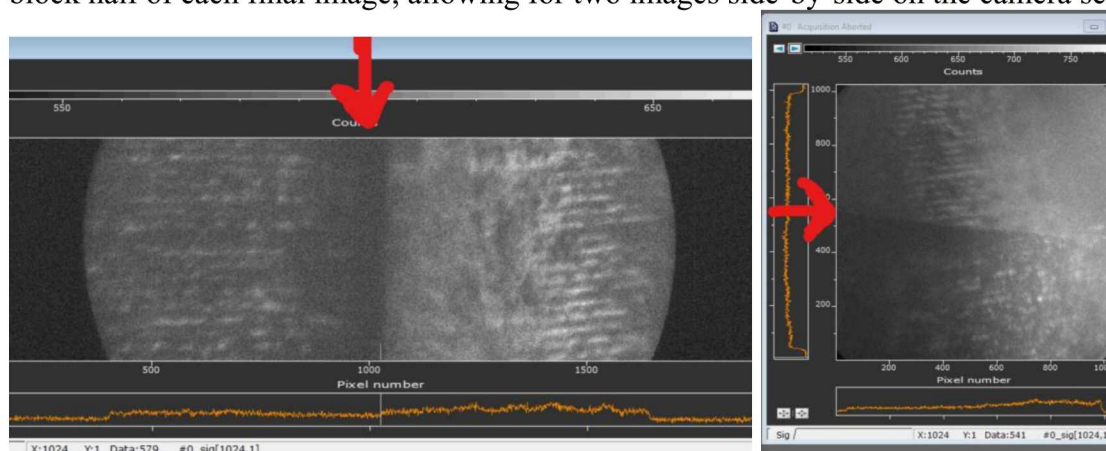 block half of each final image, allowing for two images side-by-side on the camera se
#0 Acquisition Aborted
550 650
Counts
500 1000 1500
Pixel number
X:1024 Y:1 Data:579 #0_sig[1024,1]
550 600 650 700 750
Counts
1000
800
400
200
200 400 600 800 100
Pixel number
Sig X:1024 Y:1 Data:541 #0_sig[1024,1